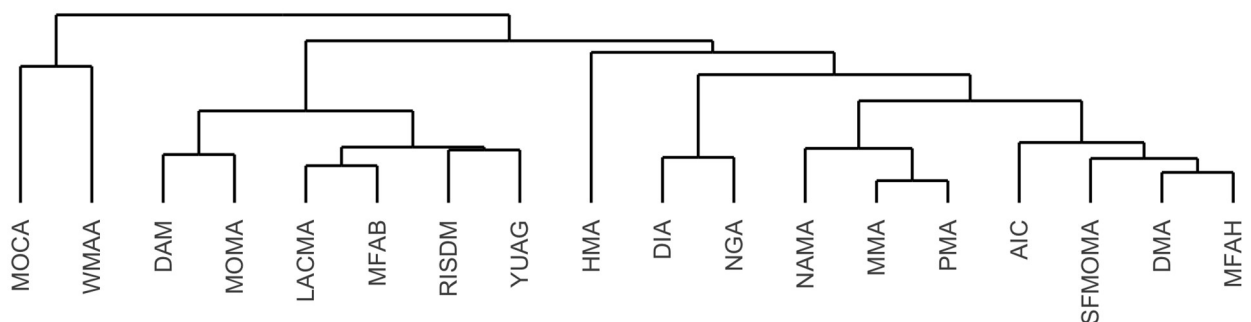 MOCA
WMAA
DAM
MOMA
LACMA
MFAB
RISDM
YUAG
HMA
DIA
NGA
NAMA
MMA
PMA
AIC
SFMOMA
DMA
MFAH